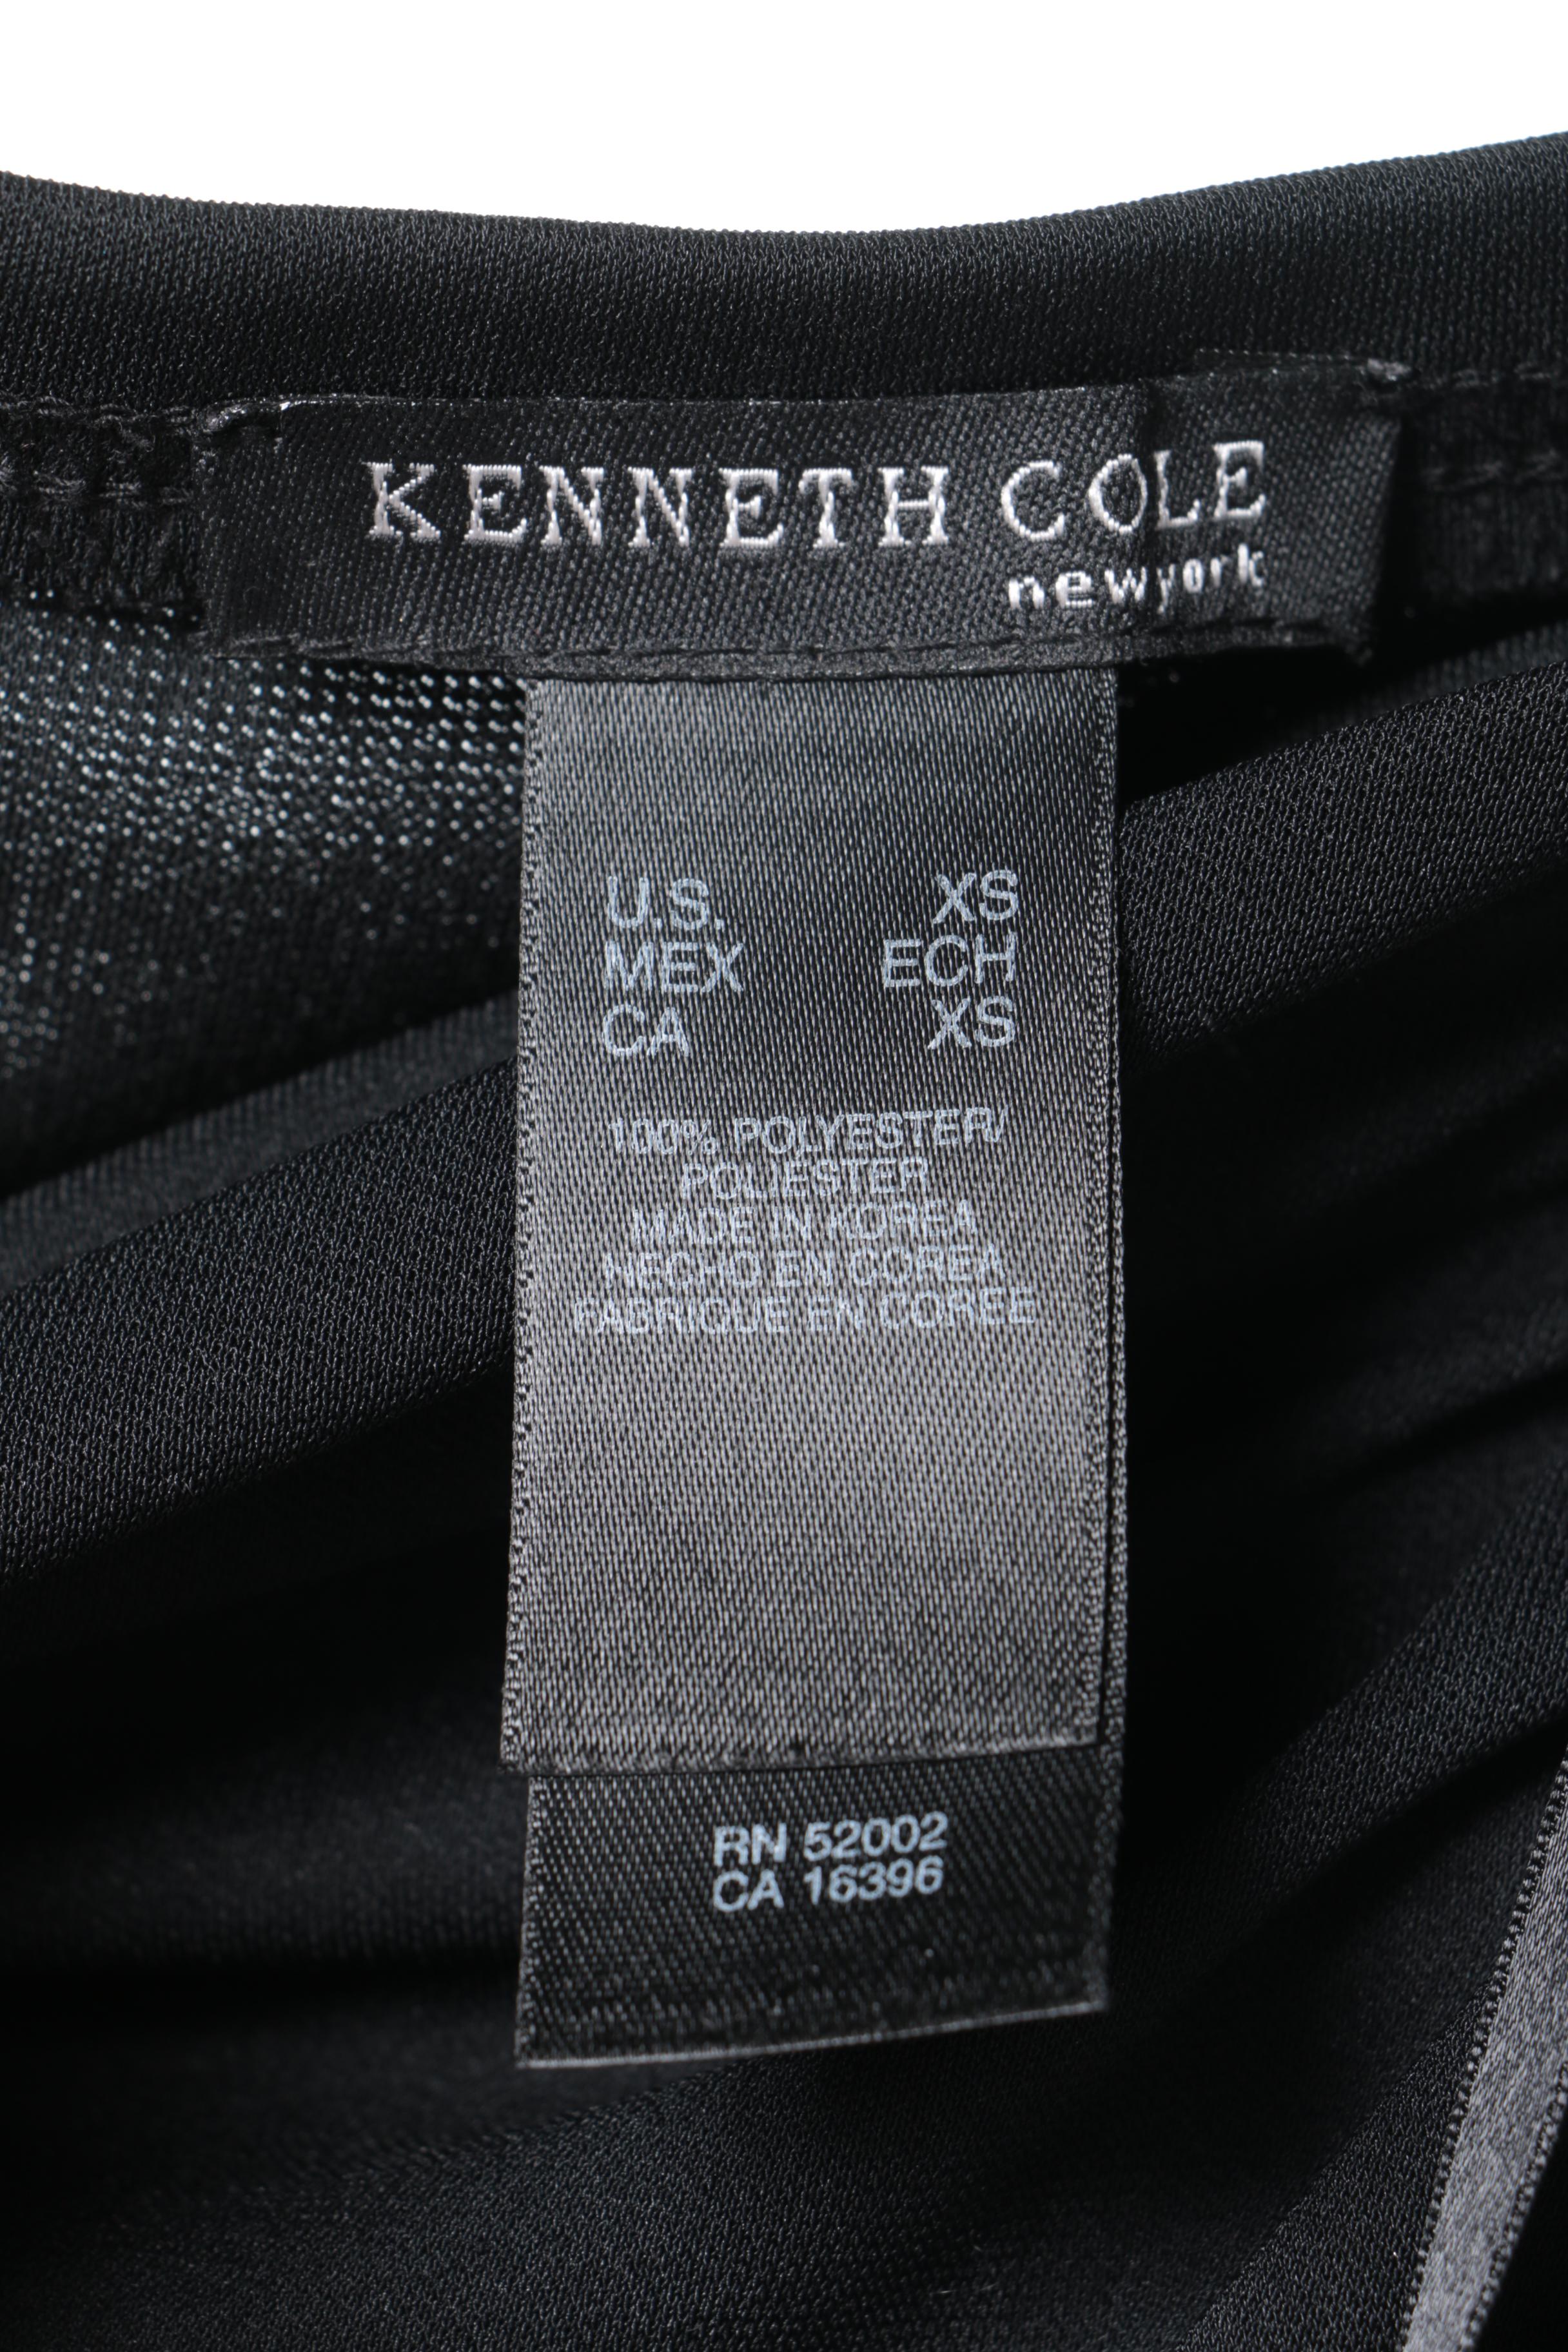 KENNETH COLE
newyork
U.S. XS
MEX ECH
CA XS
100% POLYESTER/
POLIESTER
MADE IN KOREA
HECHO EN COREA
FABRIQUE EN COREE
RN 52002
CA 16396